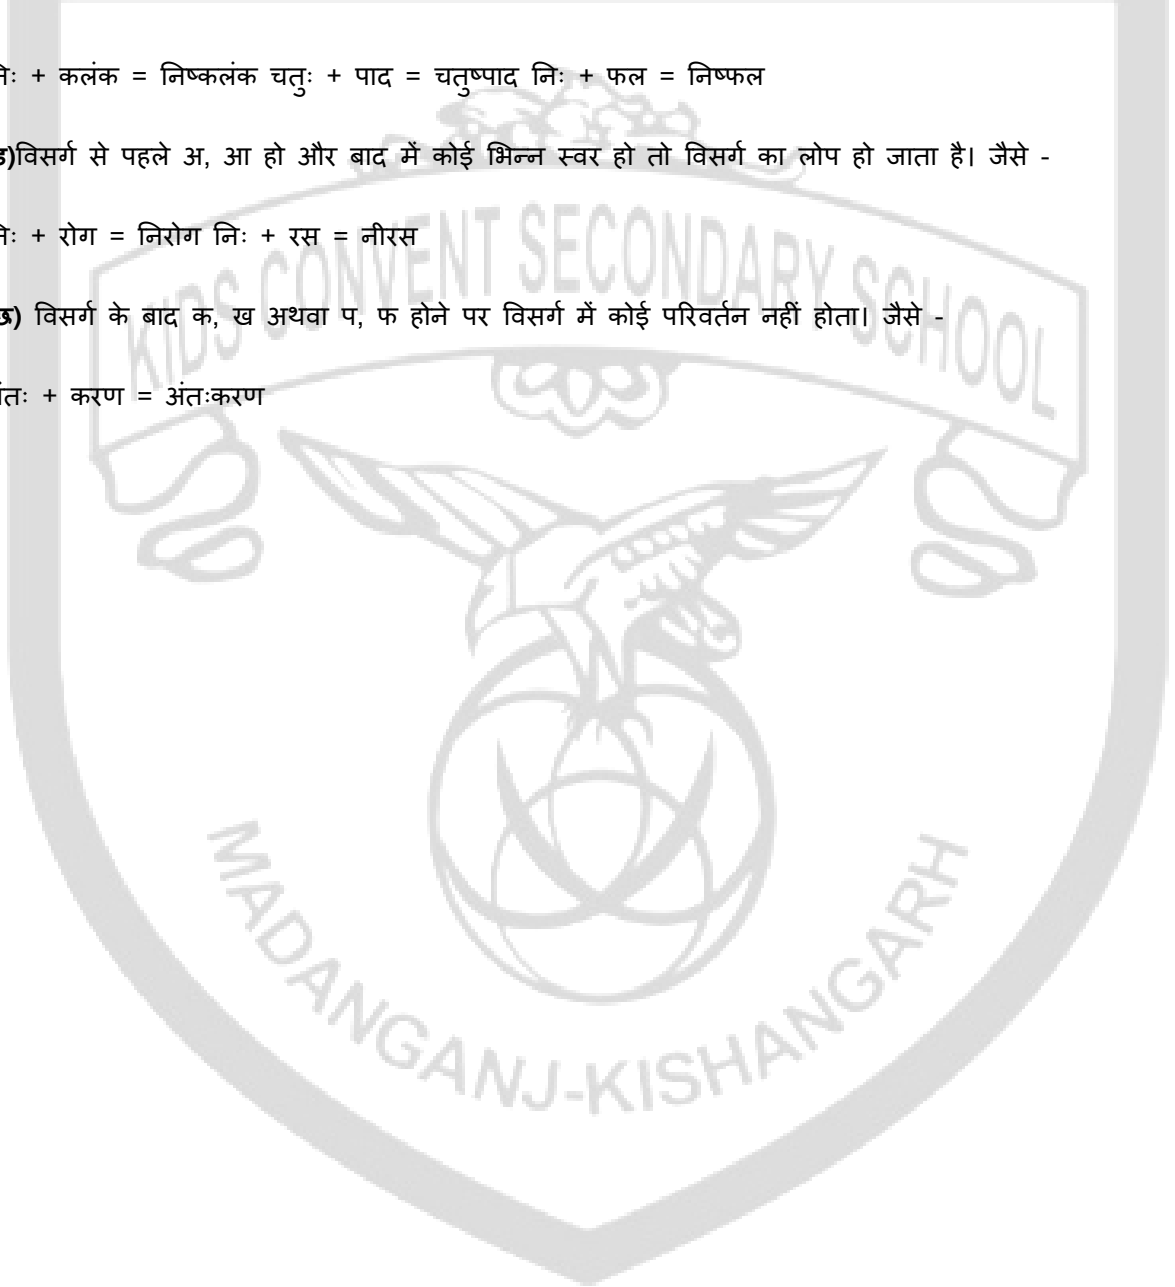 निः + कलंक = निष्कलंक चतुः + पाद = चतुष्पाद निः + फल = निष्फल
ड)विसर्ग से पहले अ, आ हो और बाद में कोई भिन्न स्वर हो तो विसर्ग का लोप हो जाता है। जैसे -
निः + रोग = निरोग निः + रस = नीरस
KIDS CONVENT SECONDARY SCHOOL
छ) विसर्ग के बाद क, ख अथवा प, फ होने पर विसर्ग में कोई परिवर्तन नहीं होता। जैसे -
अंतः + करण = अंतःकरण
MADANGANJ-KISHANGARH